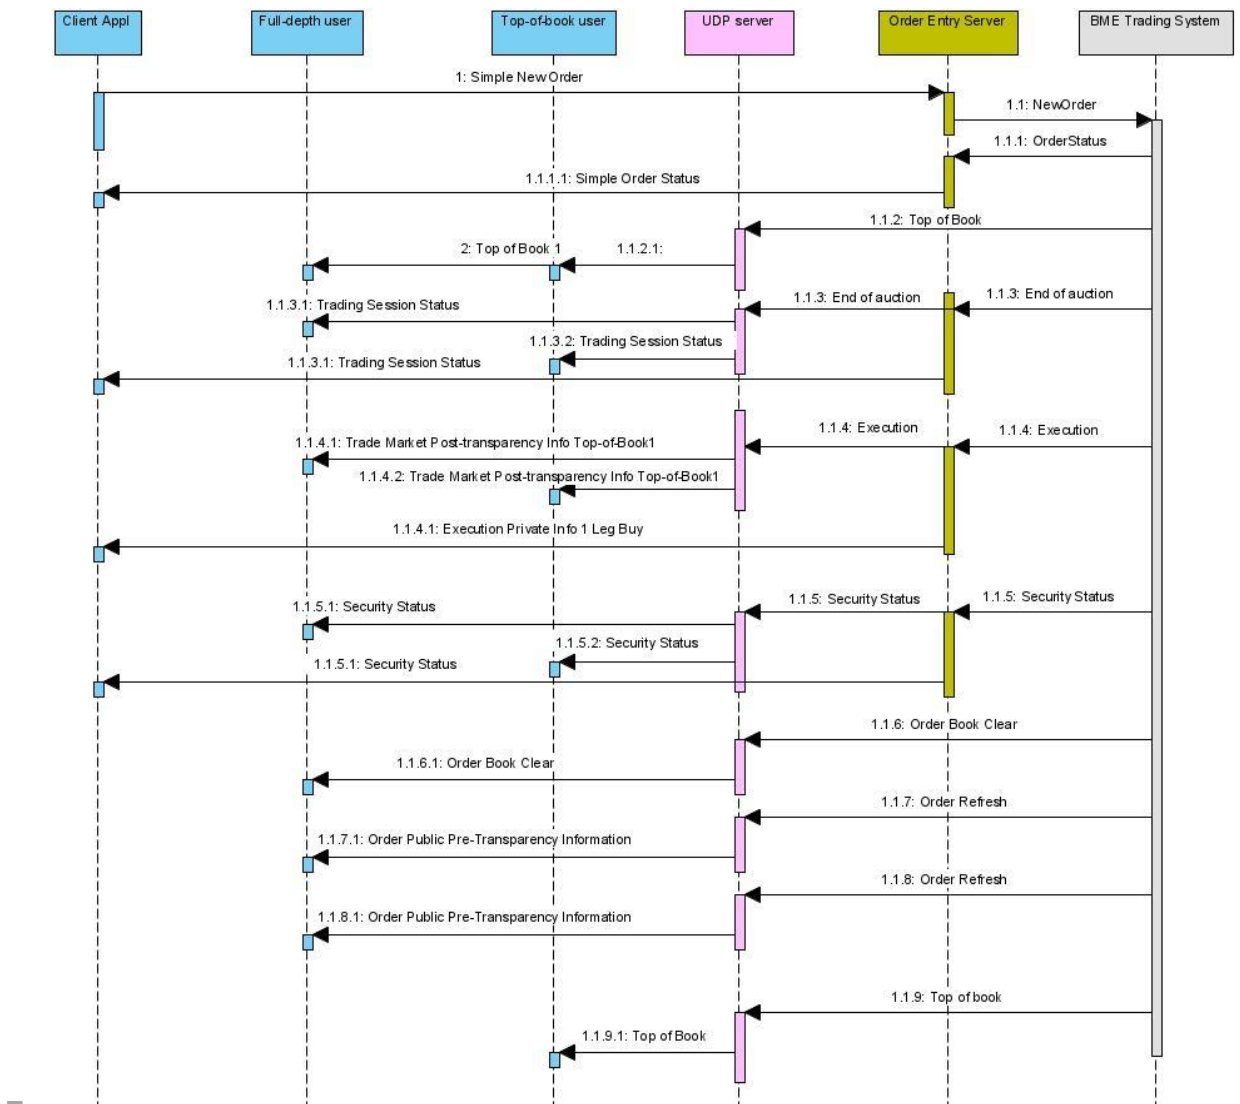 Client Appl
Full-depth user
Top-of-book user
UDP server
Order Entry Server
BME Trading System
1: Simple New Order
1.1: NewOrder
1.1.1: OrderStatus
1.1.1.1: Simple Order Status
1.1.2: Top of Book
2: Top of Book 1
1.1.2.1:
1.1.3: End of auction
1.1.3: End of auction
1.1.3.1: Trading Session Status
1.1.3.2: Trading Session Status
1.1.3.1: Trading Session Status
1.1.4: Execution
1.1.4: Execution
1.1.4.1: Trade Market Post-transparency Info Top-of-Book1
1.1.4.2: Trade Market Post-transparency Info Top-of-Book1
1.1.4.1: Execution Private Info 1 Leg Buy
1.1.5: Security Status
1.1.5: Security Status
1.1.5.1: Security Status
1.1.5.2: Security Status
1.1.5.1: Security Status
1.1.6: Order Book Clear
1.1.6.1: Order Book Clear
1.1.7: Order Refresh
1.1.7.1: Order Public Pre-Transparency Information
1.1.8: Order Refresh
1.1.8.1: Order Public Pre-Transparency Information
1.1.9: Top of book
1.1.9.1: Top of Book